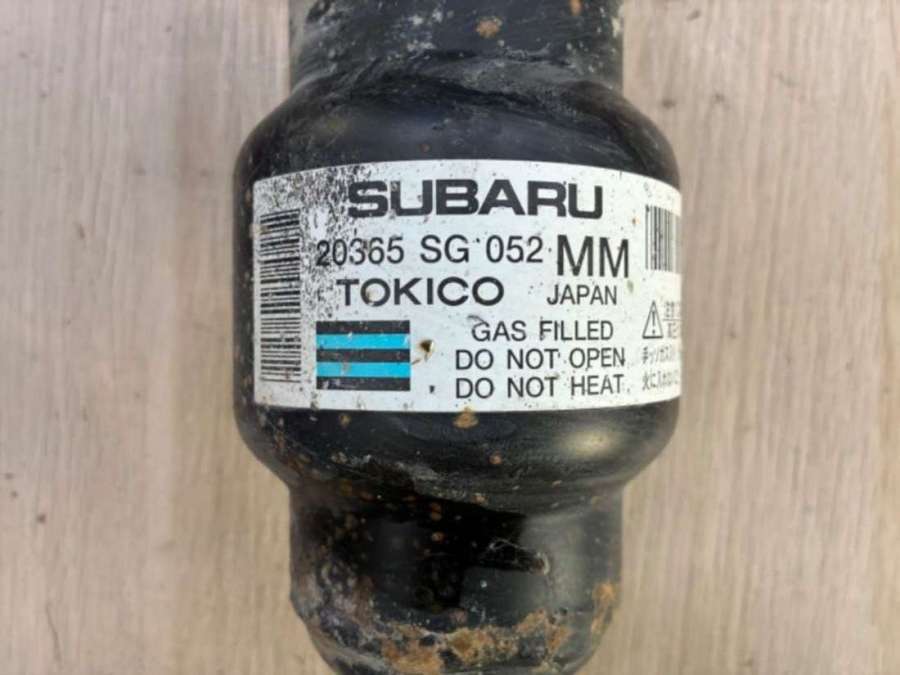 SUBARU
20365 SG 052 MM
TOKICO JAPAN
GAS FILLED
DO NOT OPEN
DO NOT HEAT